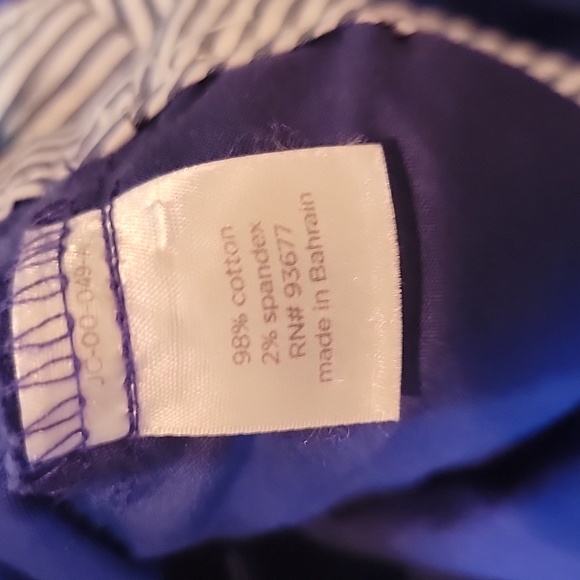 98% cotton
2% spandex
RN# 93677
made in Bahrain
JC-00-049-